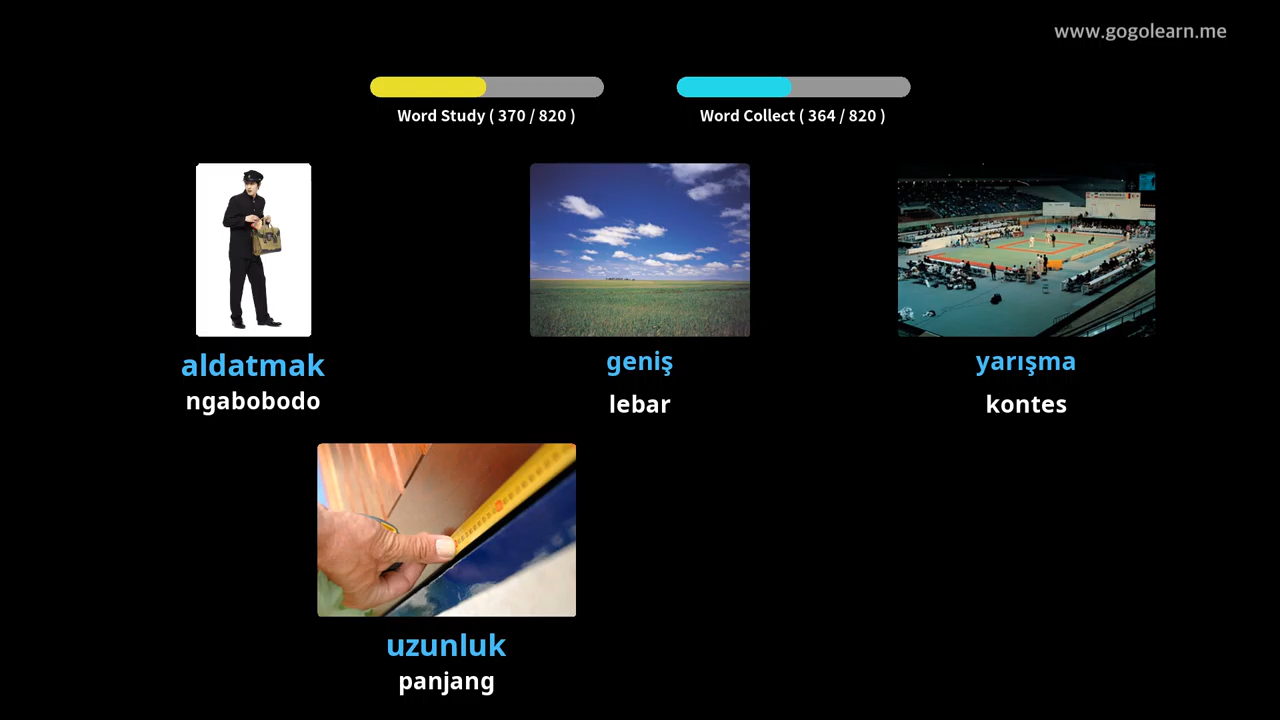 www.gogolearn.me
Word Study ( 370 / 820 )
Word Collect ( 364 / 820 )
aldatmak
ngabobodo
geniş
lebar
yarışma
kontes
uzunluk
panjang